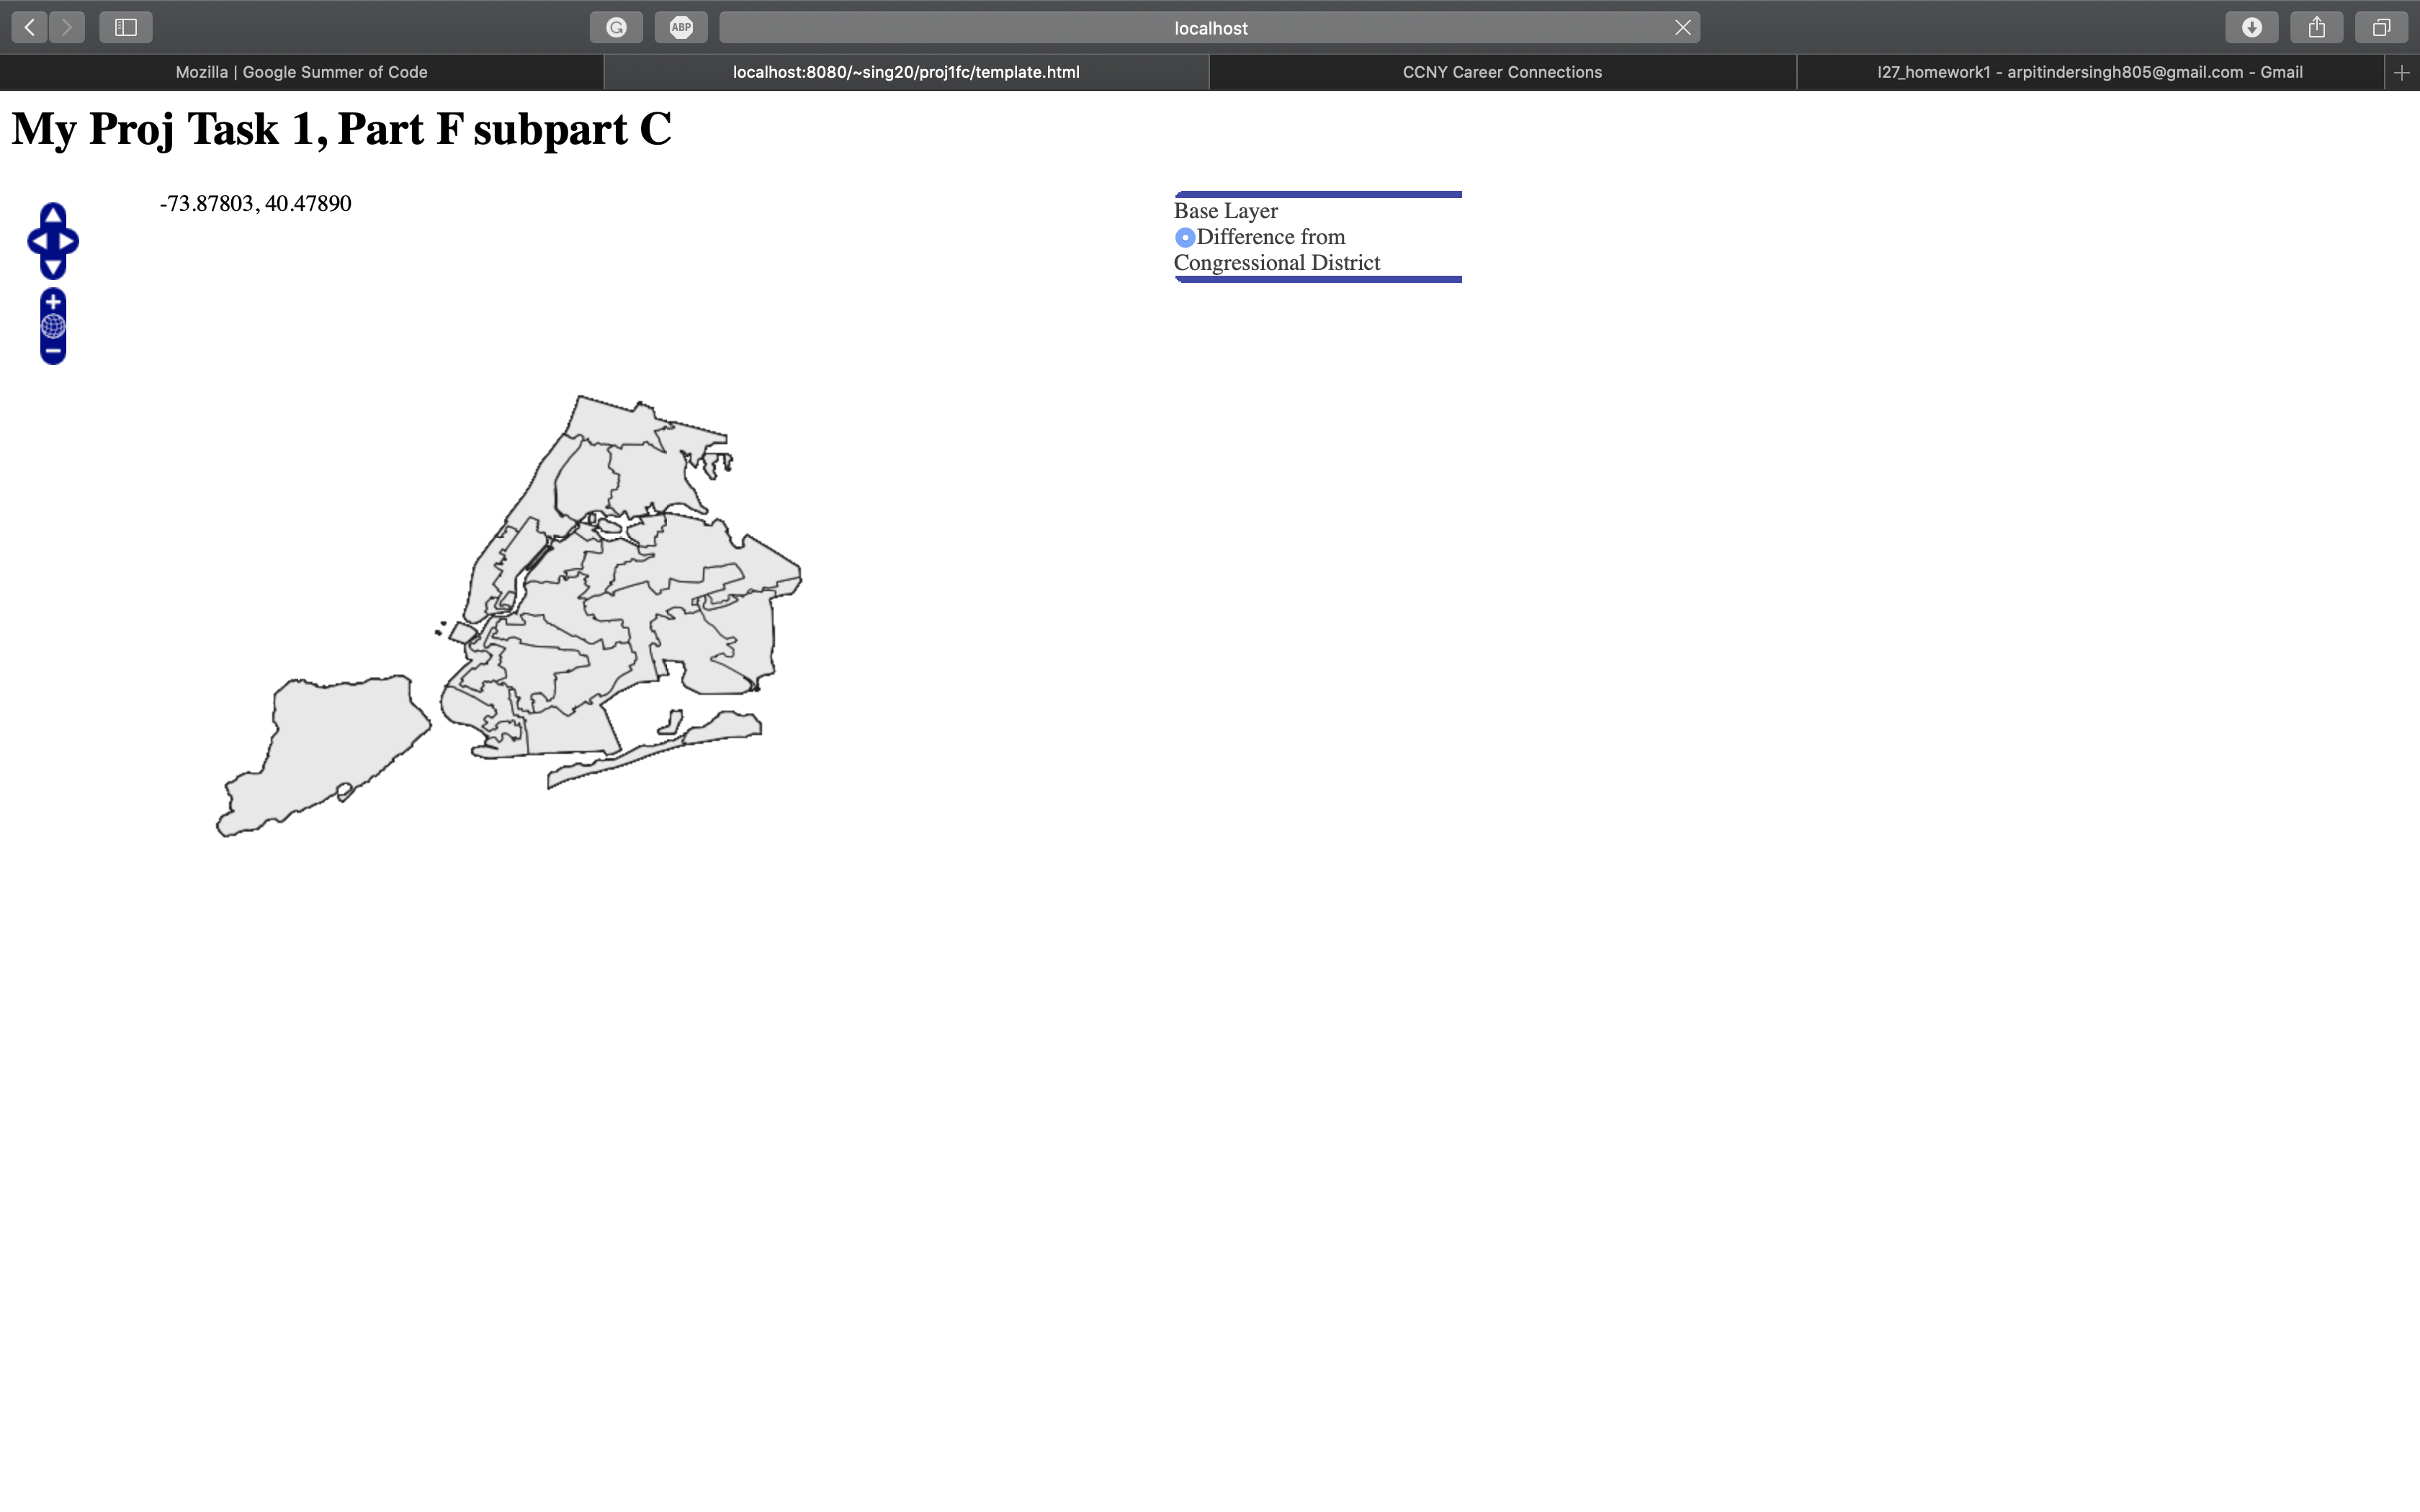 ABP
localhost
Mozilla | Google Summer of Code
localhost:8080/~sing20/proj1fc/template.html
CCNY Career Connections
I27_homework1 - arpitindersingh805@gmail.com - Gmail
My Proj Task 1, Part F subpart C
-73.87803, 40.47890
Base Layer
Difference from
Congressional District